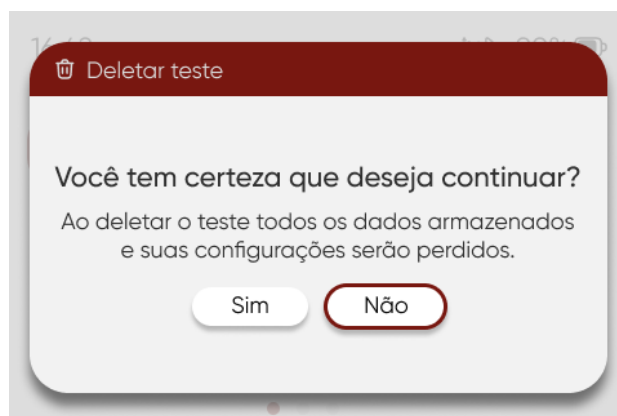 Deletar teste
Você tem certeza que deseja continuar?
Ao deletar o teste todos os dados armazenados
e suas configurações serão perdidos.
Sim
Não